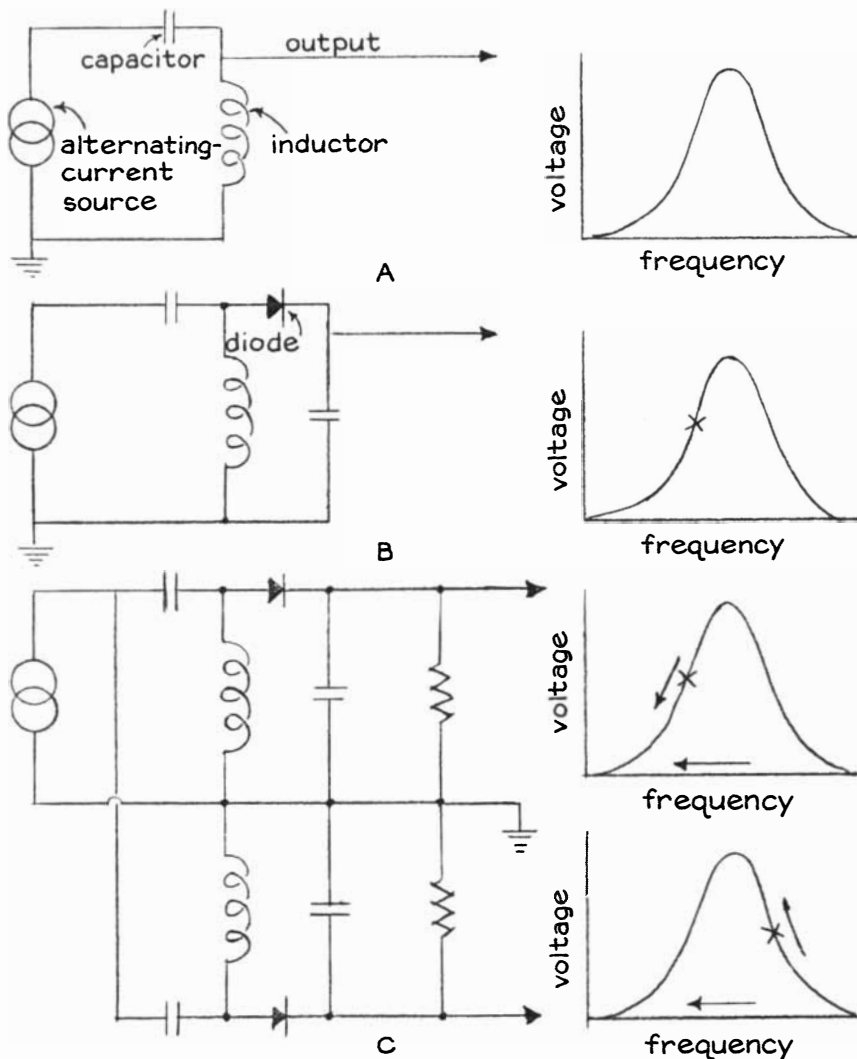 capacitor
output
alternating-
current
source
inductor
voltage
frequency
A
diode
voltage
frequency
B
voltage
frequency
voltage
frequency
C